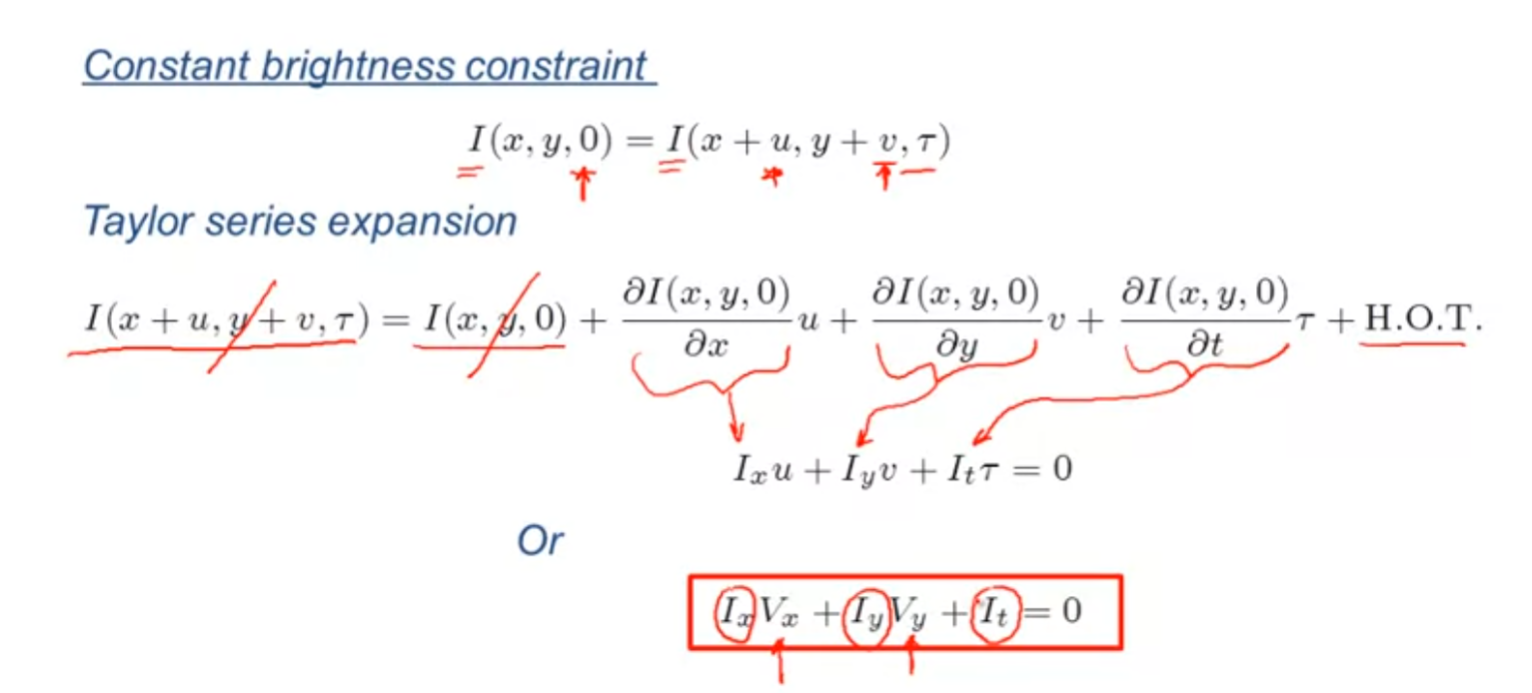 Constant brightness constraint
I(x, y, 0) = I(x + u, y + v, τ)
Taylor series expansion
I(x + u, y + v, τ) = I(x, y, 0) + ∂I(x, y, 0)/∂x u + ∂I(x, y, 0)/∂y v + ∂I(x, y, 0)/∂t τ + H.O.T.
I_x u + I_y v + I_t τ = 0
Or
I_x V_x + I_y V_y + I_t = 0